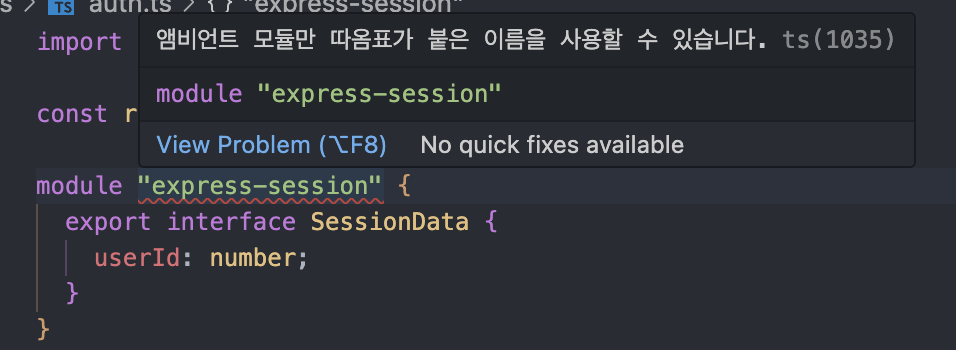 s > TS auth.ts > { } "express-session"
import
앰비언트 모듈만 따옴표가 붙은 이름을 사용할 수 있습니다. ts(1035)
module "express-session"
const r
View Problem (⌥F8) No quick fixes available
module "express-session" {
export interface SessionData {
userId: number;
}
}